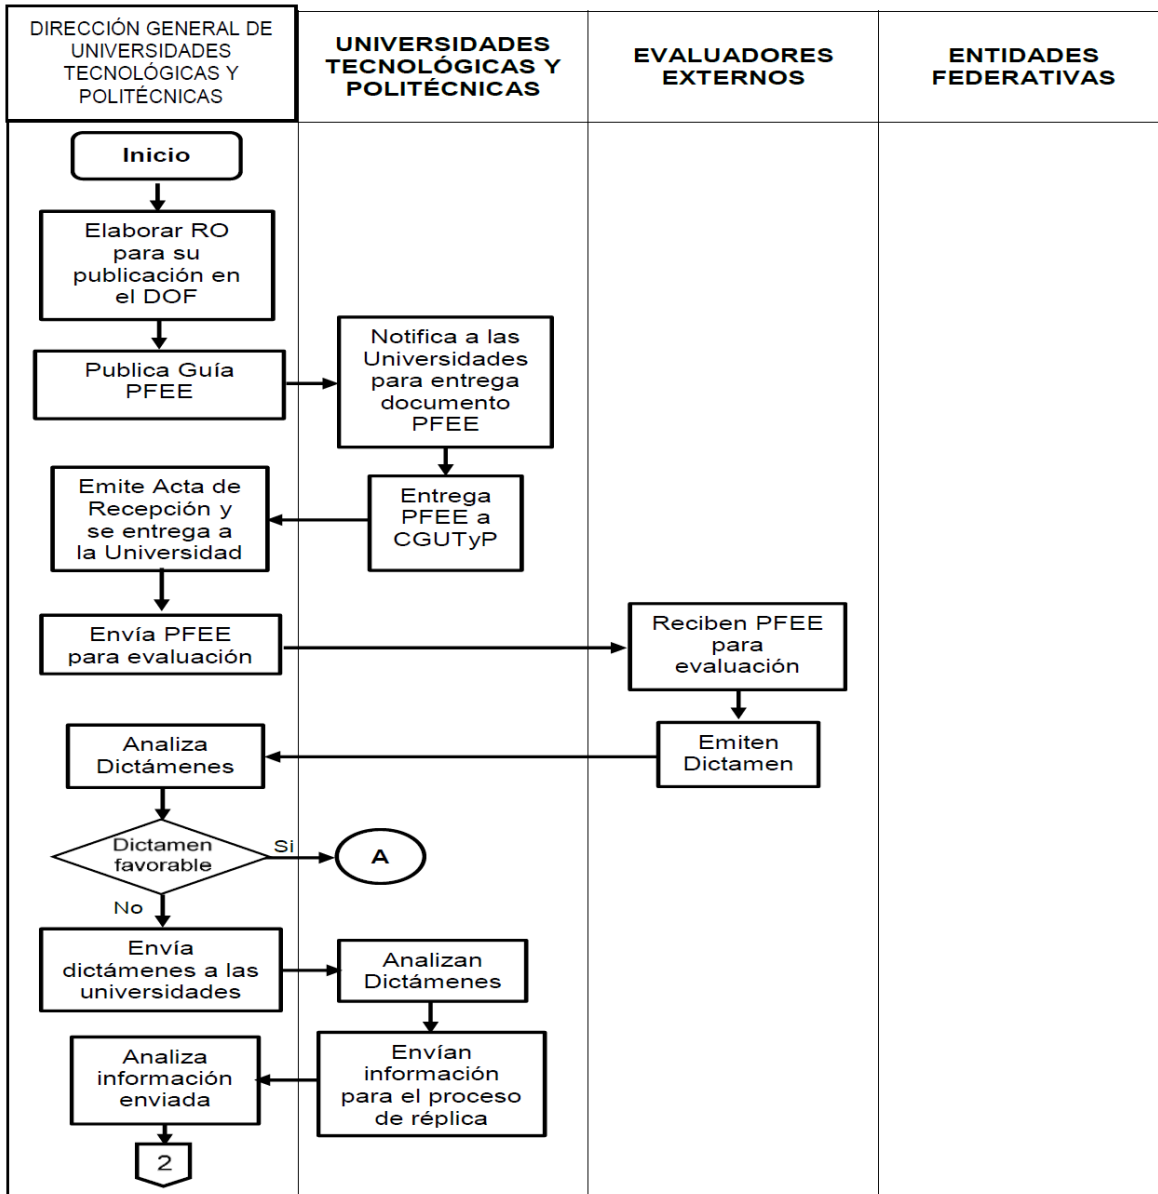 DIRECCIÓN GENERAL DE
UNIVERSIDADES
TECNOLÓGICAS Y
POLITÉCNICAS
UNIVERSIDADES
TECNOLÓGICAS Y
POLITÉCNICAS
EVALUADORES
EXTERNOS
ENTIDADES
FEDERATIVAS
Inicio
Elaborar RO
para su
publicación en
el DOF
Publica Guía
PFEE
Notifica a las
Universidades
para entrega
documento
PFEE
Entrega
PFEE a
CGUTyP
Emite Acta de
Recepción y
se entrega a
la Universidad
Envía PFEE
para evaluación
Reciben PFEE
para
evaluación
Emiten
Dictamen
Analiza
Dictámenes
Dictamen
favorable
Si
A
No
Envía
dictámenes a las
universidades
Analizan
Dictámenes
Envían
información
para el proceso
de réplica
Analiza
información
enviada
2